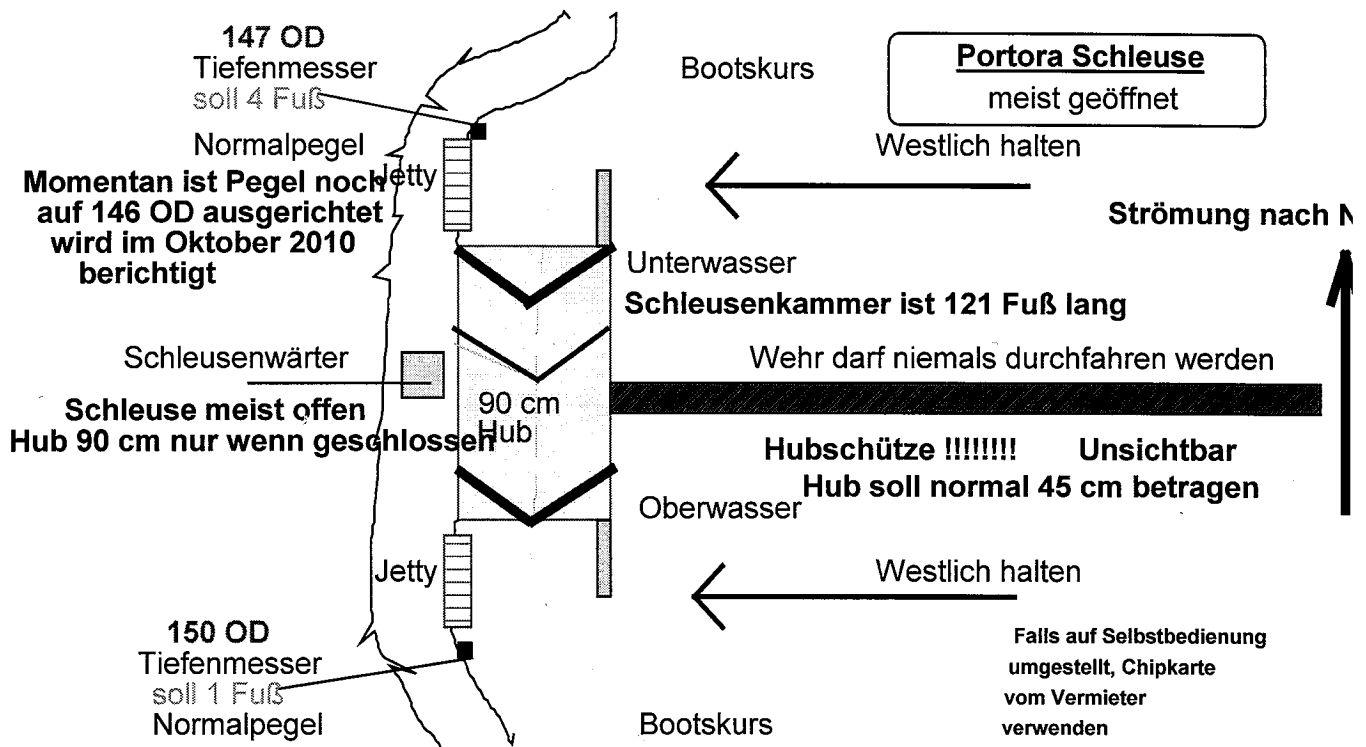 147 OD
Tiefenmesser
soll 4 Fuß
Normalpegel
Jetty
Momentan ist Pegel noch
auf 146 OD ausgerichtet
wird im Oktober 2010
berichtigt
Bootskurs
Portora Schleuse
meist geöffnet
Westlich halten
Strömung nach N
Unterwasser
Schleusenkammer ist 121 Fuß lang
Schleusenwärter
Wehr darf niemals durchfahren werden
90 cm
Hub
Schleuse meist offen
Hub 90 cm nur wenn geschlossen
Hubschütze !!!!!!!! Unsichtbar
Hub soll normal 45 cm betragen
Oberwasser
Jetty
Westlich halten
150 OD
Tiefenmesser
soll 1 Fuß
Normalpegel
Bootskurs
Falls auf Selbstbedienung
umgestellt, Chipkarte
vom Vermieter
verwenden